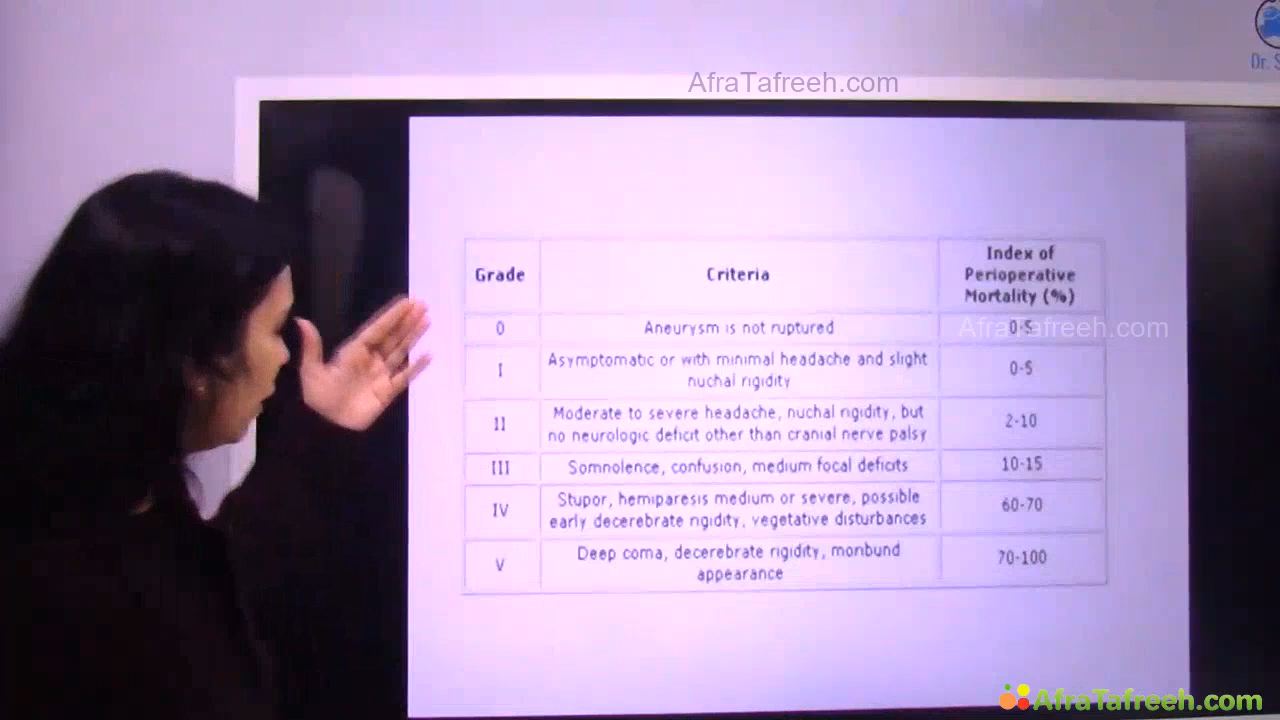 AfraTafreeh.com
Dr. S
Grade
Criteria
Index of
Perioperative
Mortality (%)
0
Aneurysm is not ruptured
0-5
AfraTafreeh.com
I
Asymptomatic or with minimal headache and slight
nuchal rigidity
0-5
II
Moderate to severe headache, nuchal rigidity, but
no neurologic deficit other than cranial nerve palsy
2-10
III
Somnolence, confusion, medium focal deficits
10-15
IV
Stupor, hemiparesis medium or severe, possible
early decerebrate rigidity, vegetative disturbances
60-70
V
Deep coma, decerebrate rigidity, moribund
appearance
70-100
AfraTafreeh.com